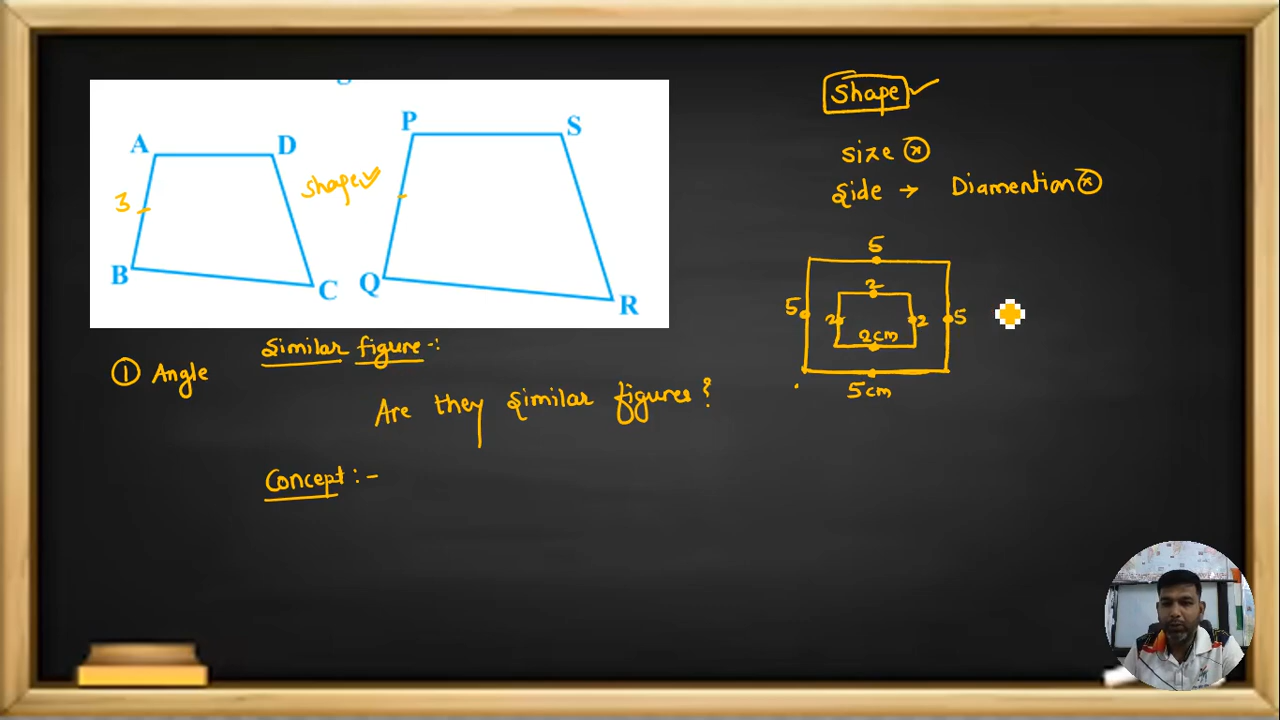 Shape
size
side → Diamention
A
D
P
S
3
shape
B
C
Q
R
5
2
5
2
2
5
2cm
5cm
Similar figure -:
① Angle
Are they similar figures?
Concept :-